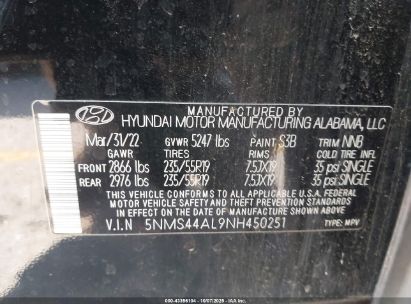 MANUFACTURED BY
HYUNDAI MOTOR MANUFACTURING ALABAMA, LLC
Mar/31/22 GVWR 5247 lbs PAINT S3B TRIM NNB
GAWR TIRES RIMS COLD TIRE INFL
FRONT 2866 lbs 235/55R19 7.5JX19 35 psi SINGLE
REAR 2976 lbs 235/55R19 7.5JX19 35 psi SINGLE
THIS VEHICLE CONFORMS TO ALL APPLICABLE U.S.A. FEDERAL
MOTOR VEHICLE SAFETY BUMPER, AND THEFT PREVENTION
STANDARDS IN EFFECT ON THE DATE OF MANUFACTURE SHOWN ABOVE.
V.I.N 5NMS44AL9NH450251 TYPE: MPV